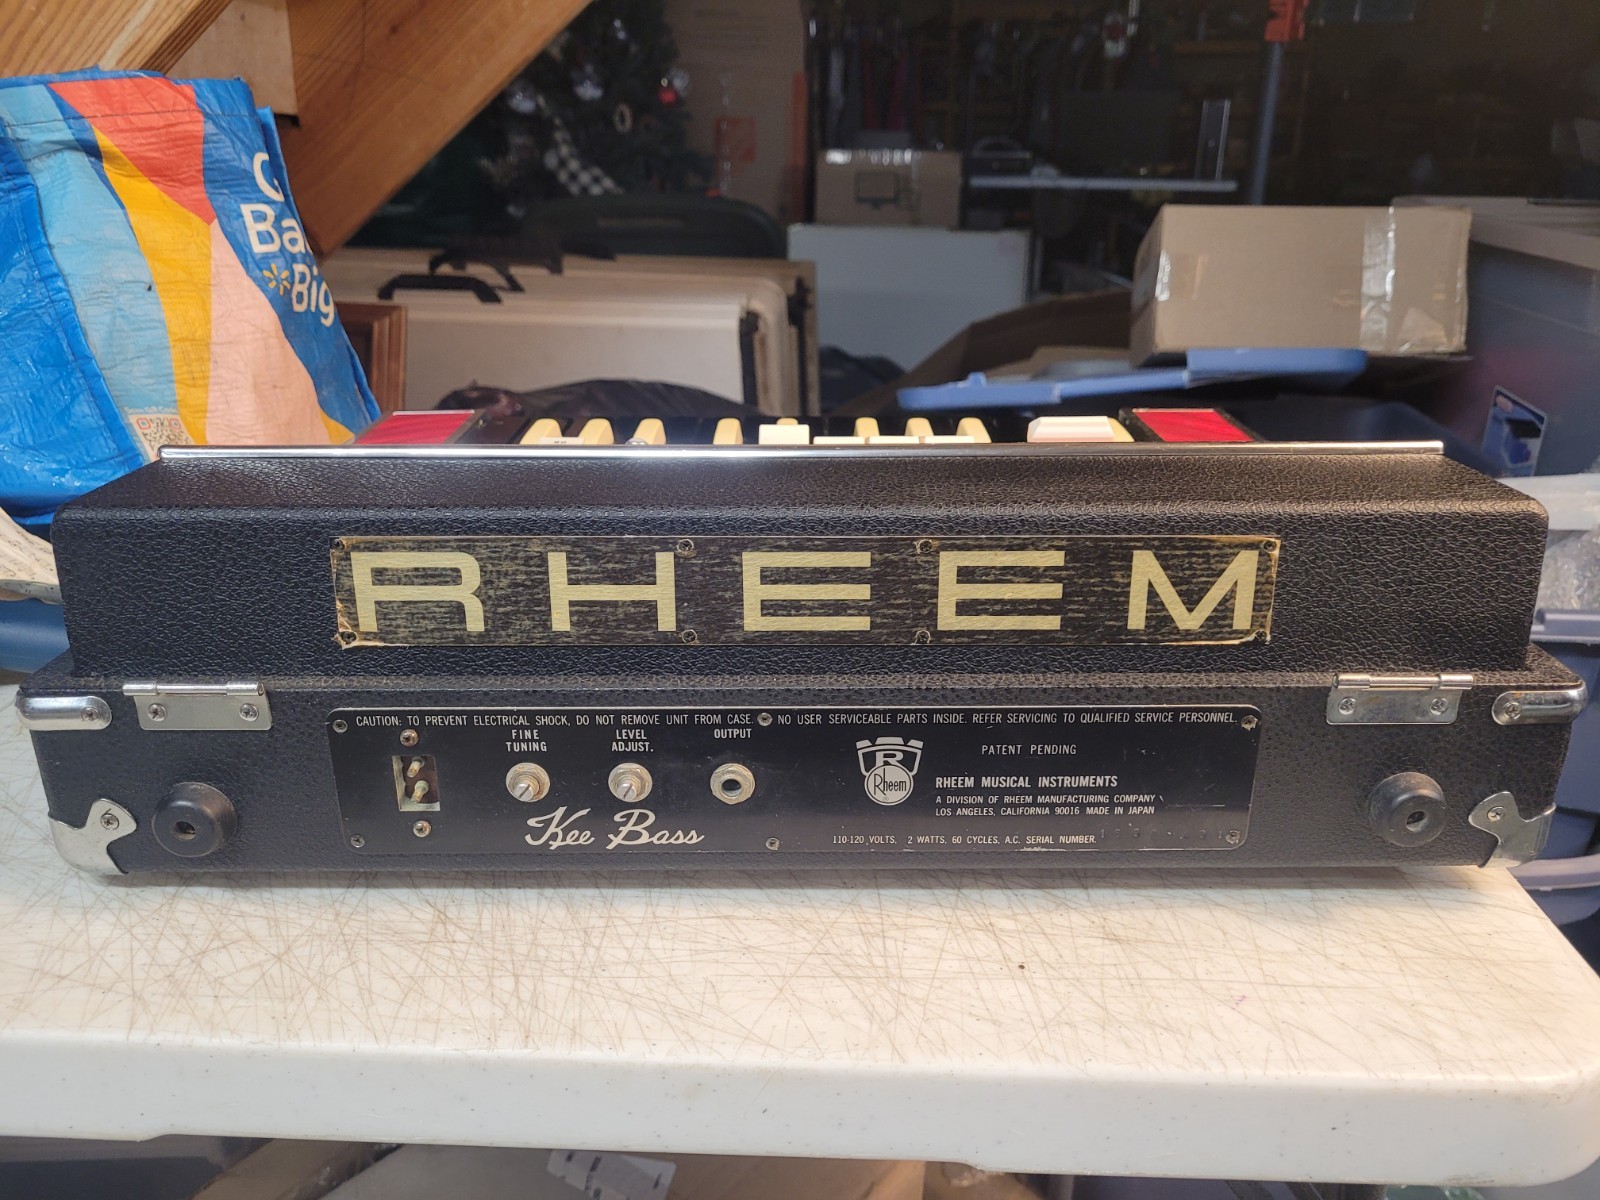 Big
RHEEM
CAUTION: TO PREVENT ELECTRICAL SHOCK, DO NOT REMOVE UNIT FROM CASE. NO USER SERVICEABLE PARTS INSIDE. REFER SERVICING TO QUALIFIED SERVICE PERSONNEL.
FINE
TUNING
LEVEL
ADJUST.
OUTPUT
Kee Bass
R
Rheem
PATENT PENDING
RHEEM MUSICAL INSTRUMENTS
A DIVISION OF RHEEM MANUFACTURING COMPANY
LOS ANGELES, CALIFORNIA 90016 MADE IN JAPAN
110-120 VOLTS, 2 WATTS, 60 CYCLES, A.C. SERIAL NUMBER